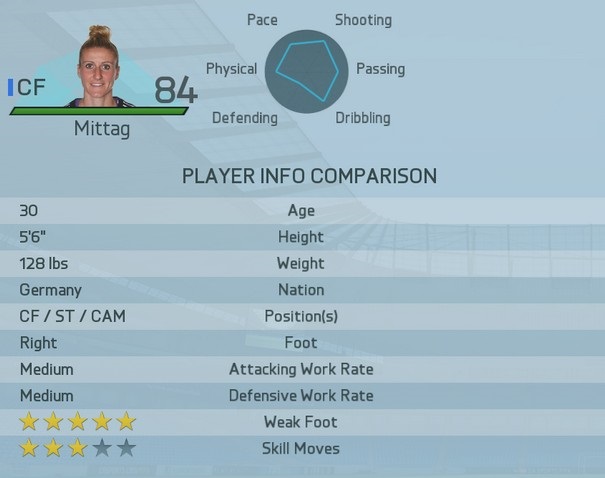 Pace Shooting
CF 84 Physical Passing
Defending Dribbling
Mittag
PLAYER INFO COMPARISON
30 Age
5'6" Height
128 lbs Weight
Germany Nation
CF / ST / CAM Position(s)
Right Foot
Medium Attacking Work Rate
Medium Defensive Work Rate
Weak Foot
Skill Moves